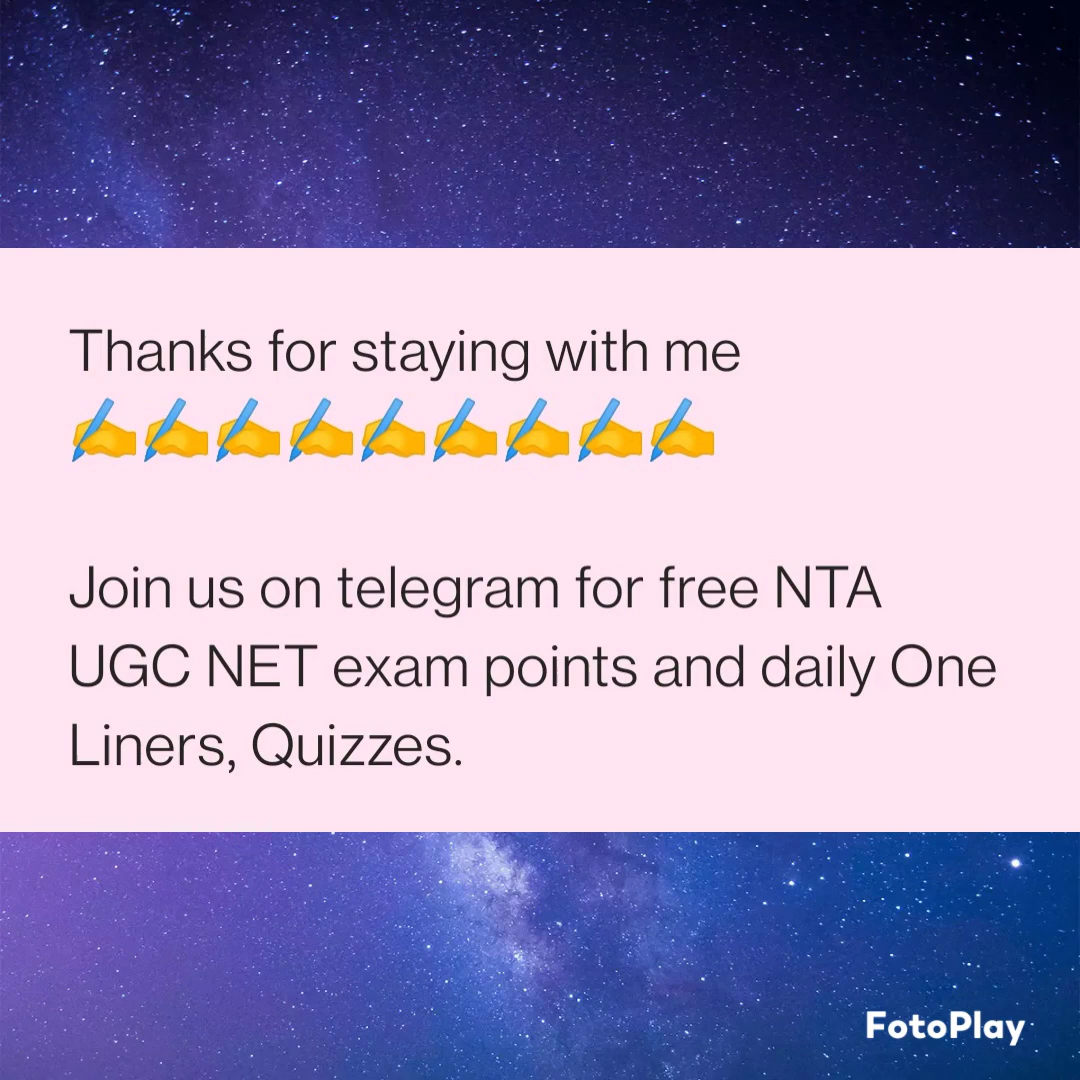 Thanks for staying with me
✍️✍️✍️✍️✍️✍️✍️✍️✍️
Join us on telegram for free NTA
UGC NET exam points and daily One
Liners, Quizzes.
FotoPlay